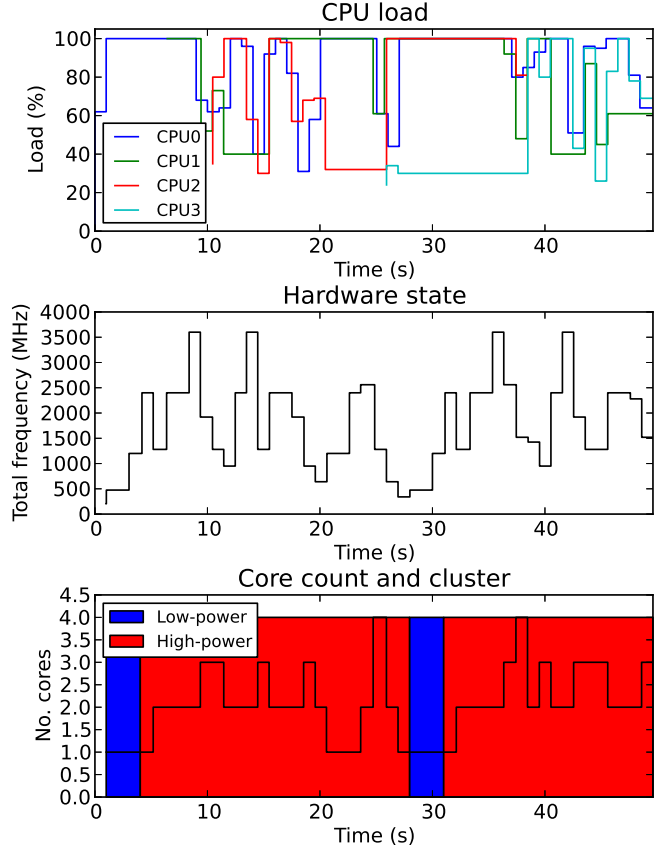 CPU load
Load (%)
100
80
60
40
20
0
CPU0
CPU1
CPU2
CPU3
0 10 20 30 40
Time (s)
Hardware state
Total frequency (MHz)
4000
3500
3000
2500
2000
1500
1000
500
0
0 10 20 30 40
Time (s)
Core count and cluster
No. cores
4.5
4.0
3.5
3.0
2.5
2.0
1.5
1.0
0.5
0.0
Low-power
High-power
0 10 20 30 40
Time (s)